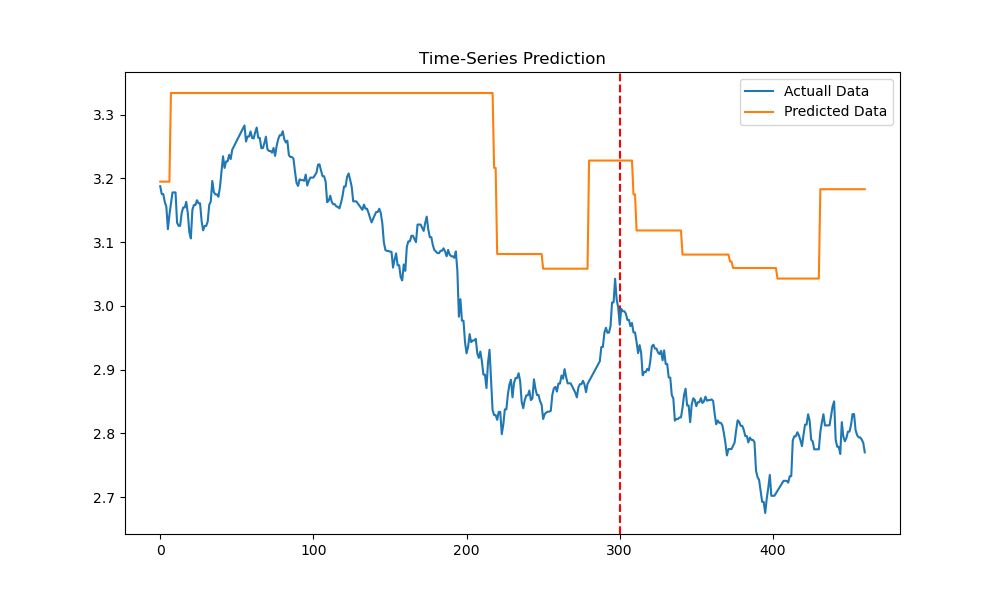 Time-Series Prediction
Actuall Data
Predicted Data
3.3
3.2
3.1
3.0
2.9
2.8
2.7
0 100 200 300 400